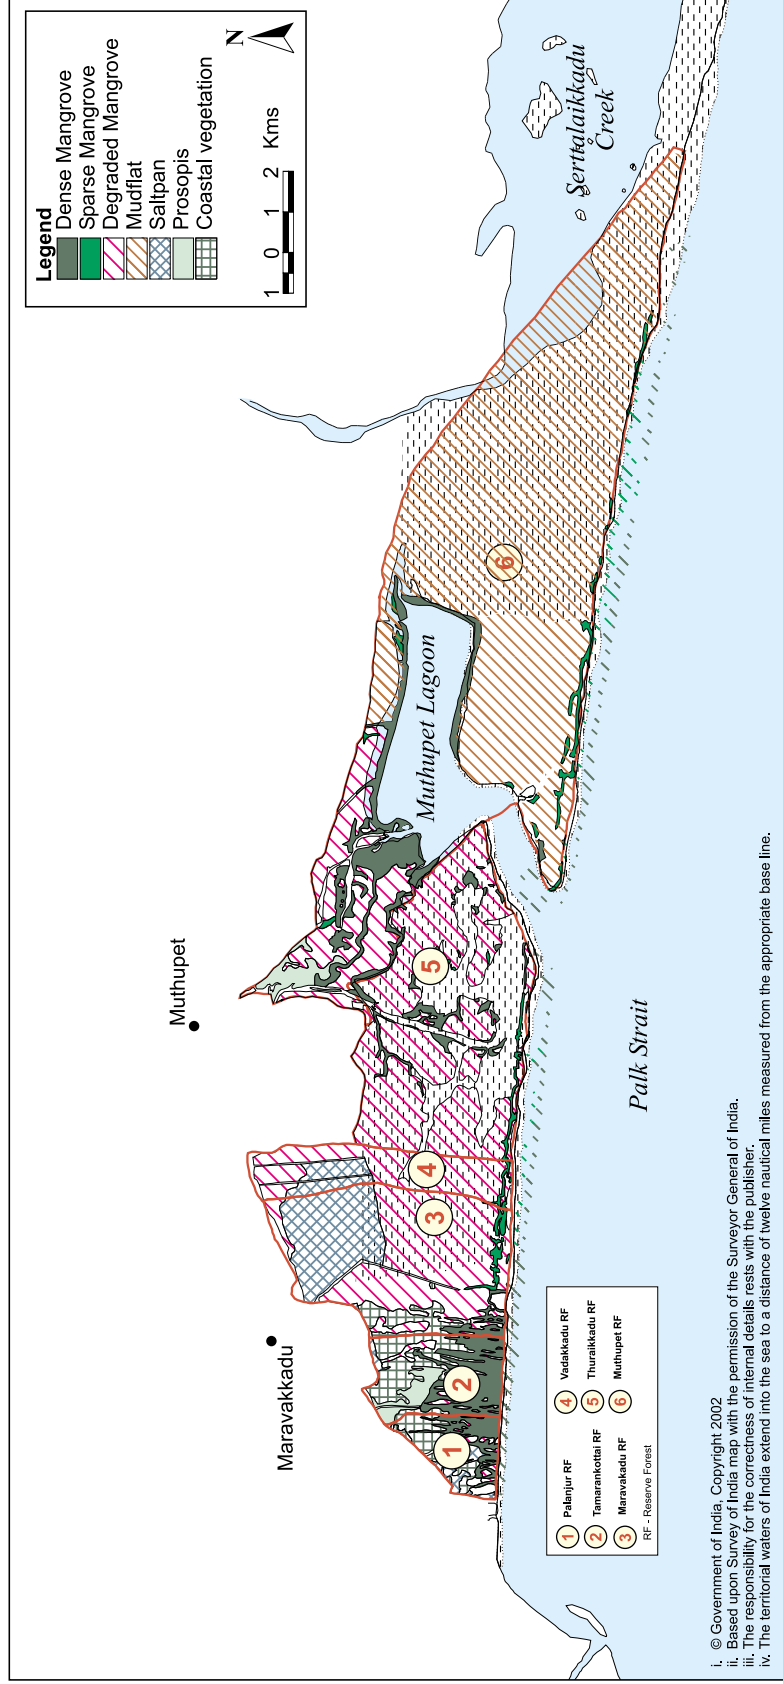 Legend
Dense Mangrove
Sparse Mangrove
Degraded Mangrove
Mudflat
Saltpan
Prosopis
Coastal vegetation
N
1 0 1 2 Kms
Muthupet
Maravakkadu
Serttalaikkadu
Creek
Muthupet Lagoon
Palk Strait
1
2
3
4
5
6
1 Palanjur RF
2 Tamarankottai RF
3 Maravakadu RF
4 Vadakkadu RF
5 Thuraikkadu RF
6 Muthupet RF
RF - Reserve Forest
i. © Government of India, Copyright 2002
ii. Based upon Survey of India map with the permission of the Surveyor General of India.
iii. The responsibility for the correctness of internal details rests with the publisher.
iv. The territorial waters of India extend into the sea to a distance of twelve nautical miles measured from the appropriate base line.